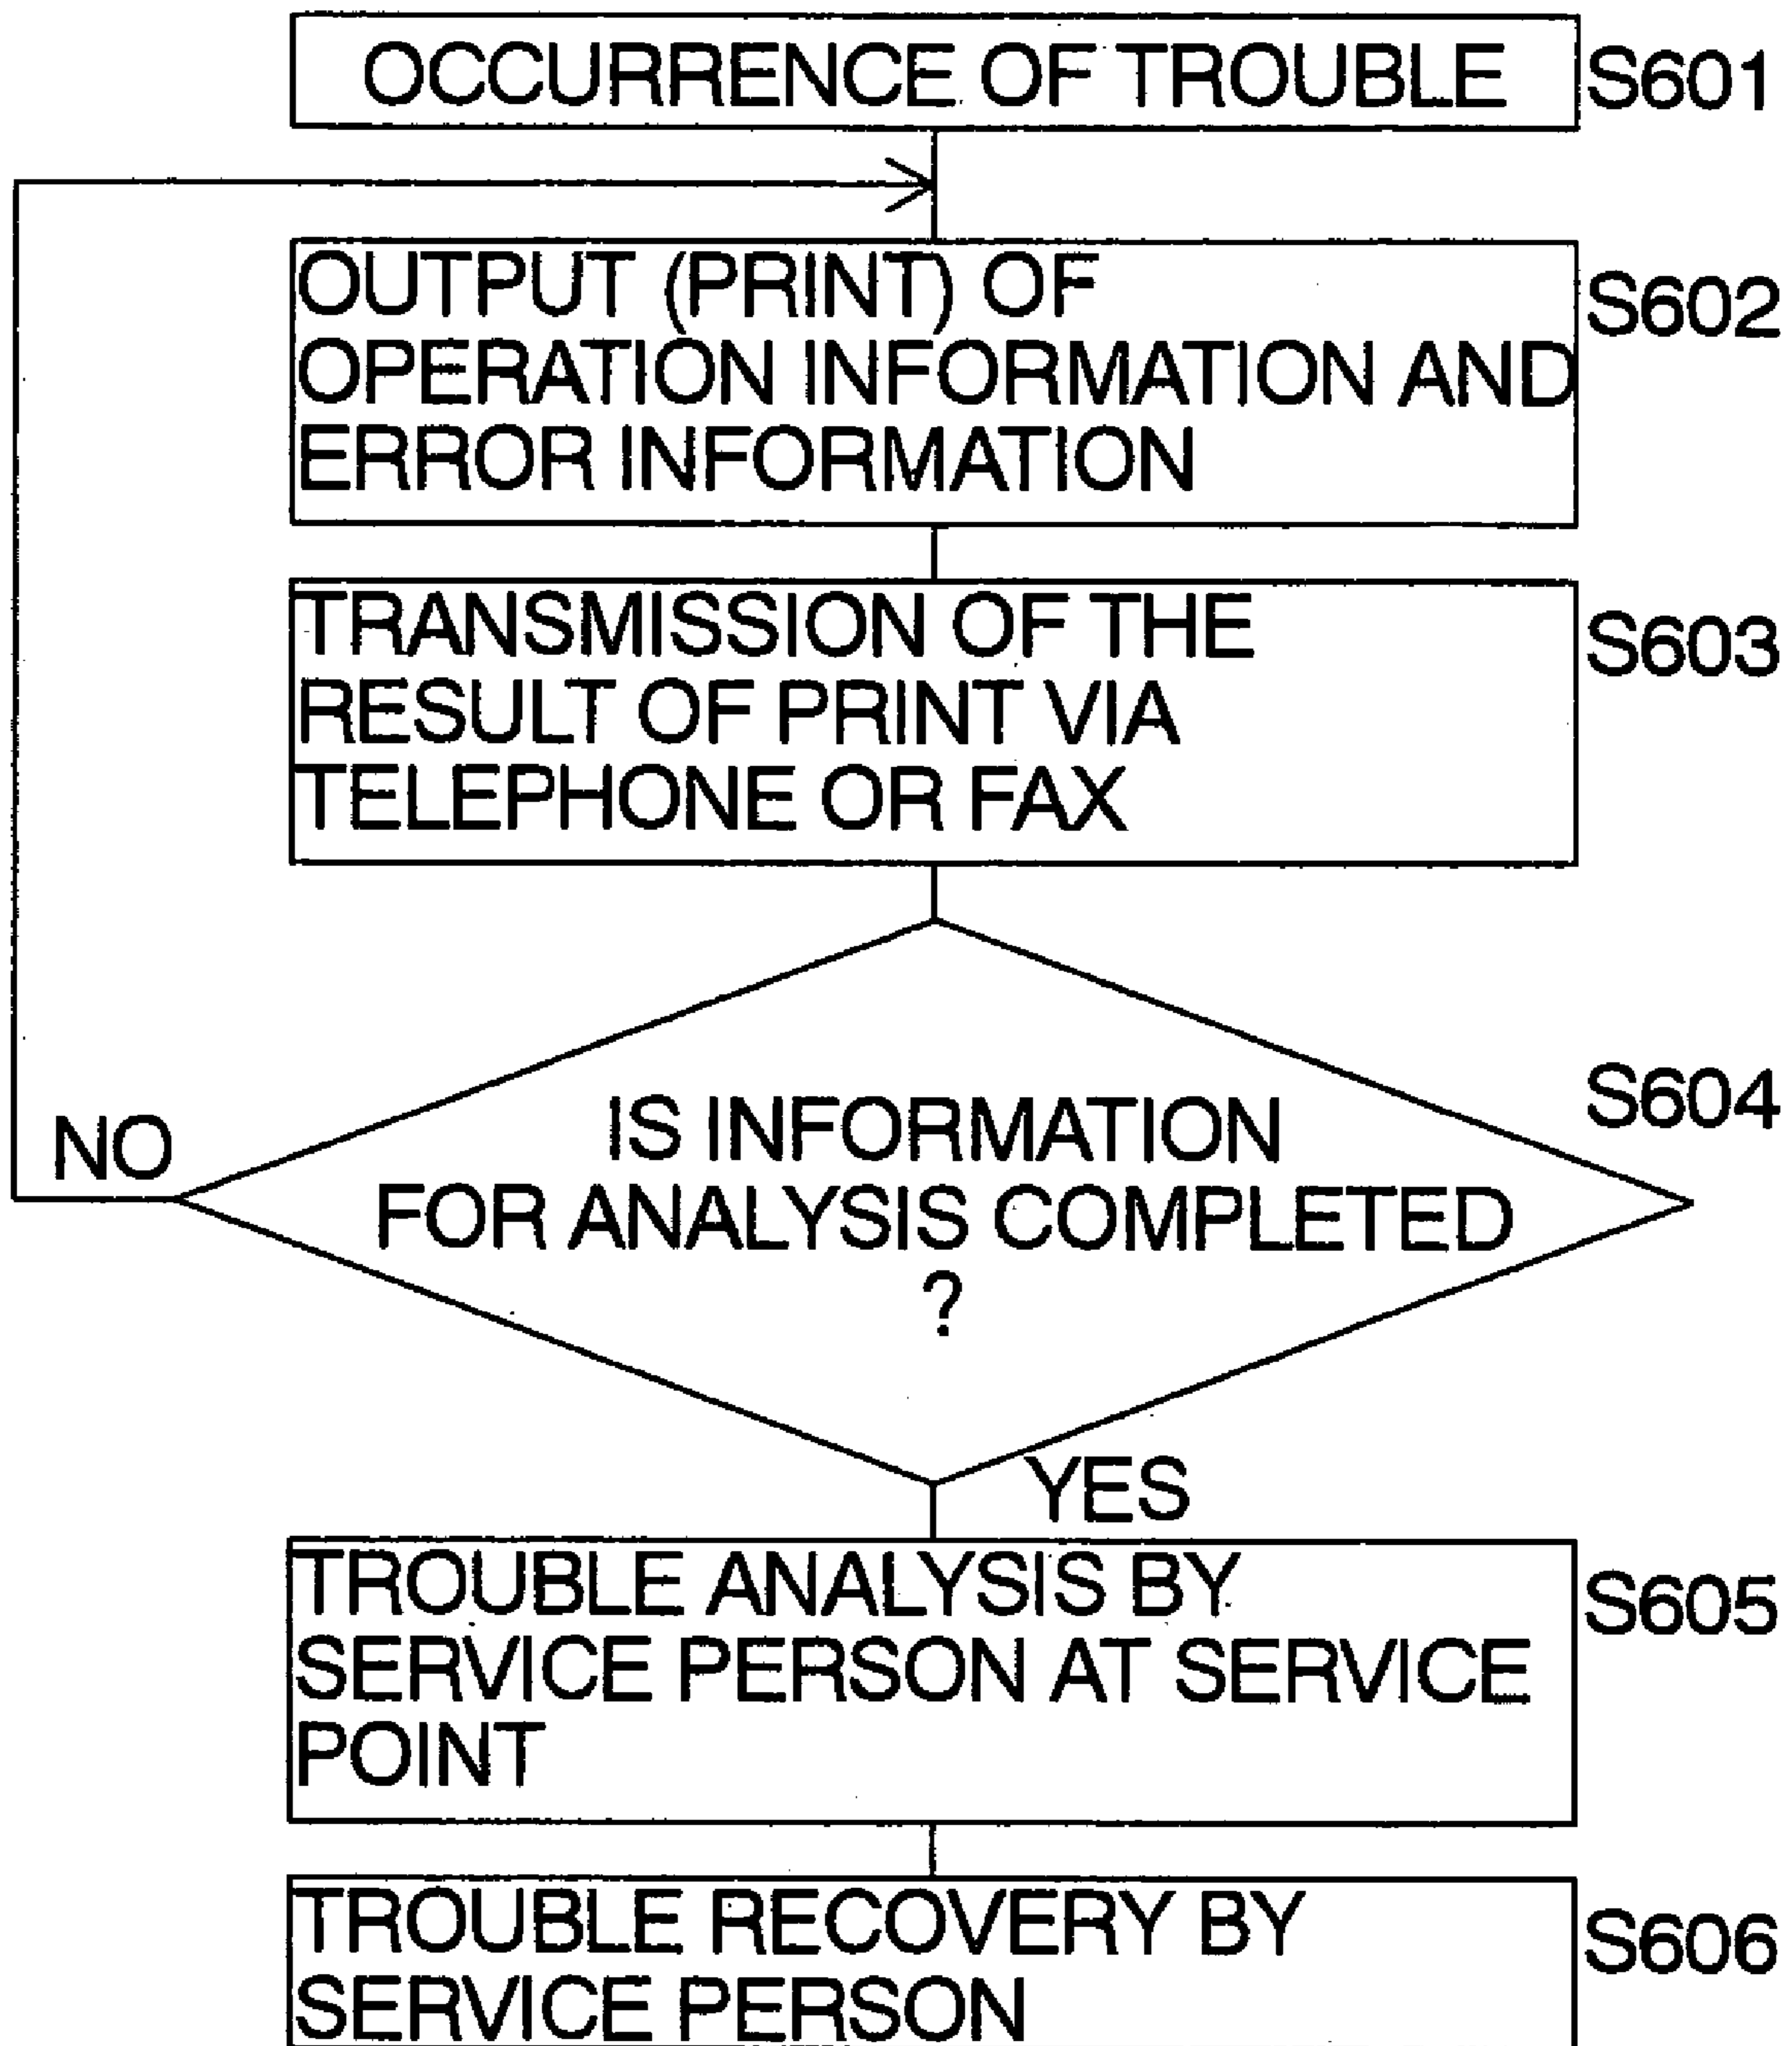 OCCURRENCE OF TROUBLE S601
OUTPUT (PRINT) OF
OPERATION INFORMATION AND
ERROR INFORMATION
S602
TRANSMISSION OF THE
RESULT OF PRINT VIA
TELEPHONE OR FAX
S603
IS INFORMATION
FOR ANALYSIS COMPLETED
?
S604
NO
YES
TROUBLE ANALYSIS BY
SERVICE PERSON AT SERVICE
POINT
S605
TROUBLE RECOVERY BY
SERVICE PERSON
S606